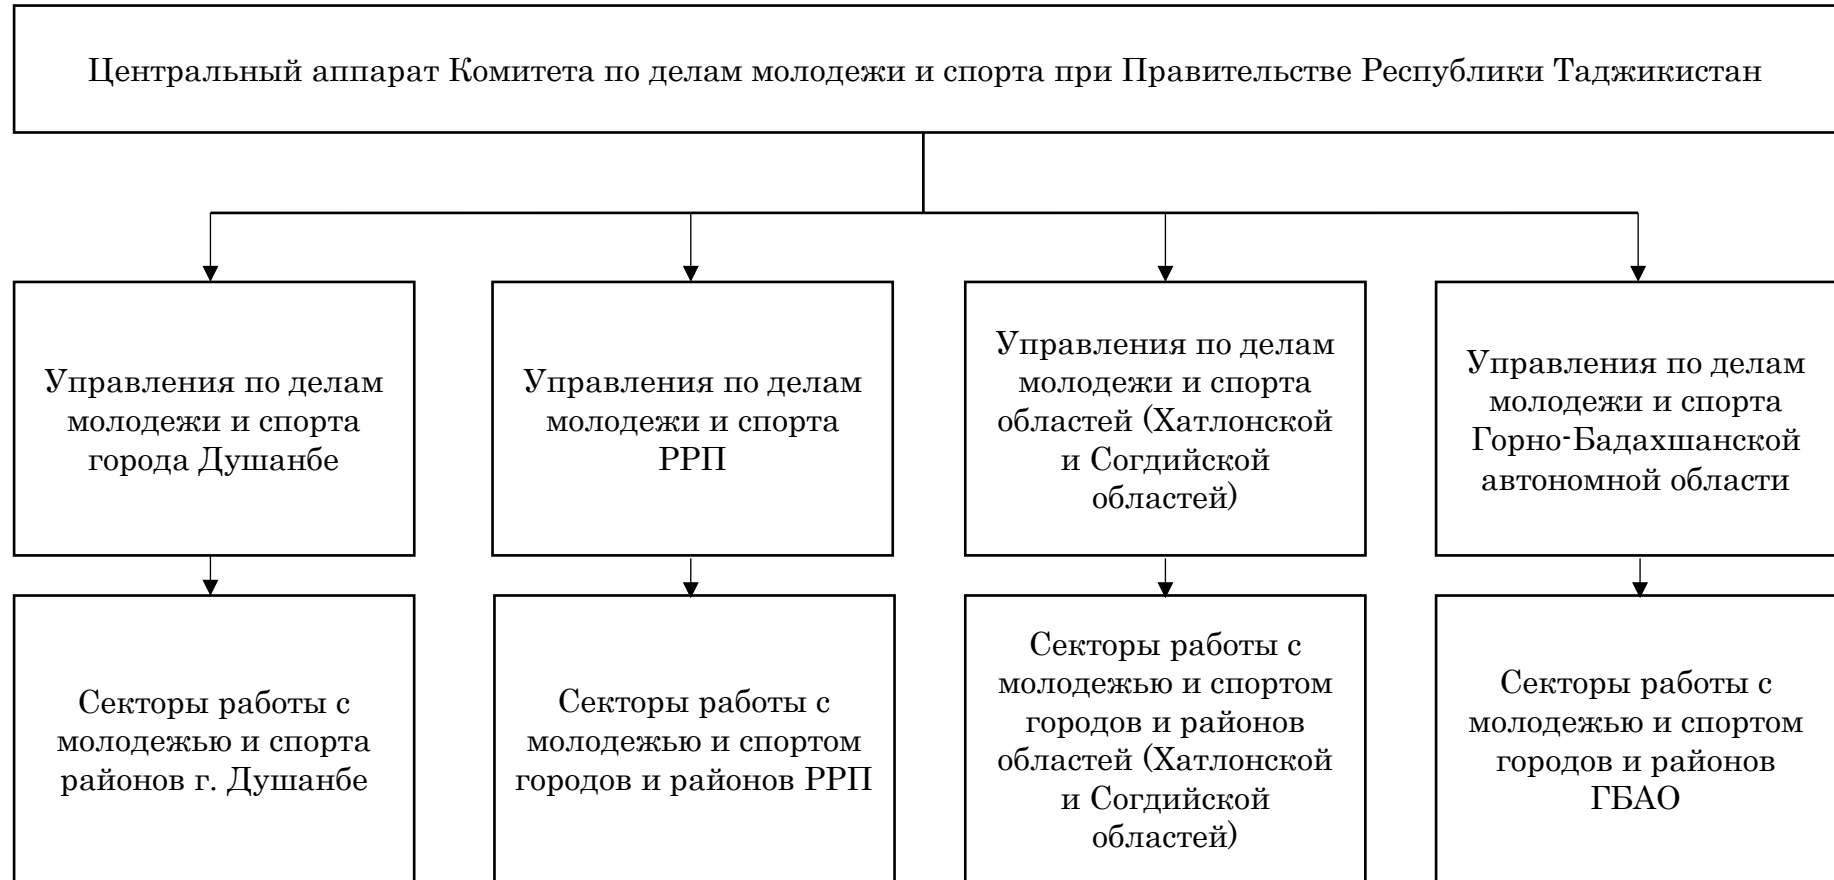 Центральный аппарат Комитета по делам молодежи и спорта при Правительстве Республики Таджикистан
Управления по делам
молодежи и спорта
города Душанбе
Управления по делам
молодежи и спорта
РРП
Управления по делам
молодежи и спорта
областей (Хатлонской
и Согдийской
областей)
Управления по делам
молодежи и спорта
Горно-Бадахшанской
автономной области
Секторы работы с
молодежью и спорта
районов г. Душанбе
Секторы работы с
молодежью и спортом
городов и районов РРП
Секторы работы с
молодежью и спортом
городов и районов
областей (Хатлонской
и Согдийской
областей)
Секторы работы с
молодежью и спортом
городов и районов
ГБАО